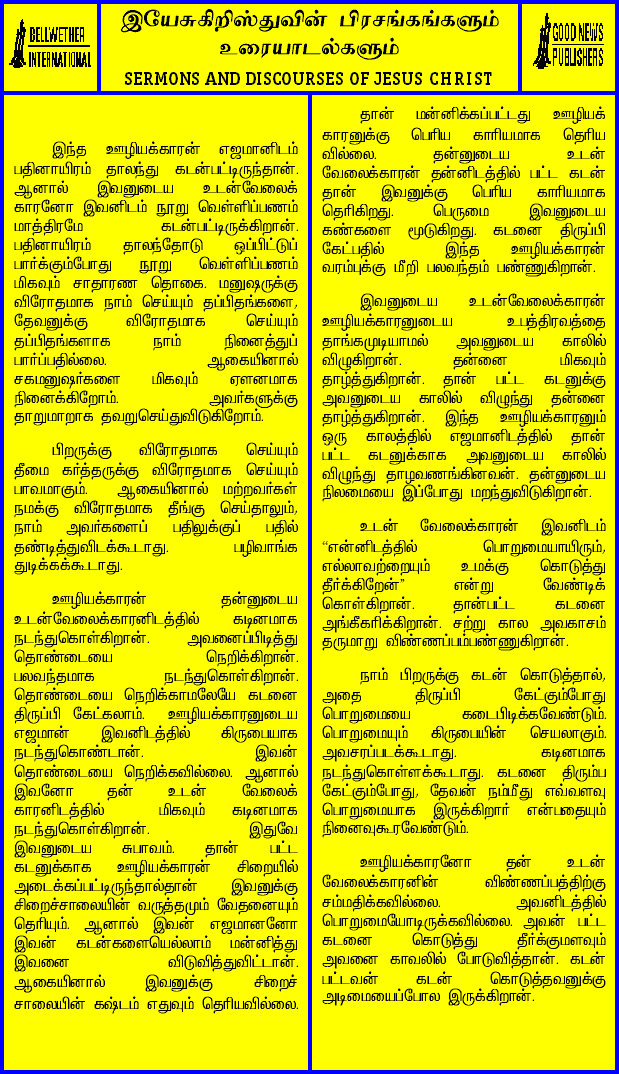 BELLWETHER
INTERNATIONAL
இயேசுகிறிஸ்துவின் பிரசங்கங்களும்
உரையாடல்களும்
SERMONS AND DISCOURSES OF JESUS CHRIST
GOOD NEWS
PUBLISHERS
இந்த ஊழியக்காரன் எஜமானிடம்
பதினாயிரம் தாலந்து கடன்பட்டிருந்தான்.
ஆனால் இவனுடைய உடன்வேலைக்
காரனோ இவனிடம் நூறு வெள்ளிப்பணம்
மாத்திரமே கடன்பட்டிருக்கிறான்.
பதினாயிரம் தாலந்தோடு ஒப்பிட்டுப்
பார்க்கும்போது நூறு வெள்ளிப்பணம்
மிகவும் சாதாரண தொகை. மனுஷருக்கு
விரோதமாக நாம் செய்யும் தப்பிதங்களை,
தேவனுக்கு விரோதமாக செய்யும்
தப்பிதங்களாக நாம் நினைத்துப்
பார்ப்பதில்லை. ஆகையினால்
சகமனுஷர்களை மிகவும் ஏளனமாக
நினைக்கிறோம். அவர்களுக்கு
தாறுமாறாக தவறுசெய்துவிடுகிறோம்.
பிறருக்கு விரோதமாக செய்யும்
தீமை கர்த்தருக்கு விரோதமாக செய்யும்
பாவமாகும். ஆகையினால் மற்றவர்கள்
நமக்கு விரோதமாக தீங்கு செய்தாலும்,
நாம் அவர்களைப் பதிலுக்குப் பதில்
தண்டித்துவிடக்கூடாது. பழிவாங்க
துடிக்கக்கூடாது.
ஊழியக்காரன் தன்னுடைய
உடன்வேலைக்காரனிடத்தில் கடினமாக
நடந்துகொள்கிறான். அவனைப்பிடித்து
தொண்டையை நெறிக்கிறான்.
பலவந்தமாக நடந்துகொள்கிறான்.
தொண்டையை நெறிக்காமலேயே கடனை
திருப்பி கேட்கலாம். ஊழியக்காரனுடைய
எஜமான் இவனிடத்தில் கிருபையாக
நடந்துகொண்டான். இவன்
தொண்டையை நெறிக்கவில்லை. ஆனால்
இவனோ தன் உடன் வேலைக்
காரனிடத்தில் மிகவும் கடினமாக
நடந்துகொள்கிறான். இதுவே
இவனுடைய சுபாவம். தான் பட்ட
கடனுக்காக ஊழியக்காரன் சிறையில்
அடைக்கப்பட்டிருந்தால்தான் இவனுக்கு
சிறைச்சாலையின் வருத்தமும் வேதனையும்
தெரியும். ஆனால் இவன் எஜமானனோ
இவன் கடன்களையெல்லாம் மன்னித்து
இவனை விடுவித்துவிட்டான்.
ஆகையினால் இவனுக்கு சிறைச்
சாலையின் கஷ்டம் எதுவும் தெரியவில்லை.
தான் மன்னிக்கப்பட்டது ஊழியக்
காரனுக்கு பெரிய காரியமாக தெரிய
வில்லை. தன்னுடைய உடன்
வேலைக்காரன் தன்னிடத்தில் பட்ட கடன்
தான் இவனுக்கு பெரிய காரியமாக
தெரிகிறது. பெருமை இவனுடைய
கண்களை மூடுகிறது. கடனை திருப்பி
கேட்பதில் இந்த ஊழியக்காரன்
வரம்புக்கு மீறி பலவந்தம் பண்ணுகிறான்.
இவனுடைய உடன்வேலைக்காரன்
ஊழியக்காரனுடைய உபத்திரவத்தை
தாங்கமுடியாமல் அவனுடைய காலில்
விழுகிறான். தன்னை மிகவும்
தாழ்த்துகிறான். தான் பட்ட கடனுக்கு
அவனுடைய காலில் விழுந்து தன்னை
தாழ்த்துகிறான். இந்த ஊழியக்காரனும்
ஒரு காலத்தில் எஜமானிடத்தில் தான்
பட்ட கடனுக்காக அவனுடைய காலில்
விழுந்து தாழவணங்கினவன். தன்னுடைய
நிலமையை இப்போது மறந்துவிடுகிறான்.
உடன் வேலைக்காரன் இவனிடம்
“என்னிடத்தில் பொறுமையாயிரும்,
எல்லாவற்றையும் உமக்கு கொடுத்து
தீர்க்கிறேன்” என்று வேண்டிக்
கொள்கிறான். தான்பட்ட கடனை
அங்கீகரிக்கிறான். சற்று கால அவகாசம்
தருமாறு விண்ணப்பம்பண்ணுகிறான்.
நாம் பிறருக்கு கடன் கொடுத்தால்,
அதை திருப்பி கேட்கும்போது
பொறுமையை கடைபிடிக்கவேண்டும்.
பொறுமையும் கிருபையின் செயலாகும்.
அவசரப்படக்கூடாது. கடினமாக
நடந்துகொள்ளக்கூடாது. கடனை திரும்ப
கேட்கும்போது, தேவன் நம்மீது எவ்வளவு
பொறுமையாக இருக்கிறார் என்பதையும்
நினைவுகூரவேண்டும்.
ஊழியக்காரனோ தன் உடன்
வேலைக்காரனின் விண்ணப்பத்திற்கு
சம்மதிக்கவில்லை. அவனிடத்தில்
பொறுமையோடிருக்கவில்லை. அவன் பட்ட
கடனை கொடுத்து தீர்க்குமளவும்
அவனை காவலில் போடுவித்தான். கடன்
பட்டவன் கடன் கொடுத்தவனுக்கு
அடிமையைப்போல இருக்கிறான்.